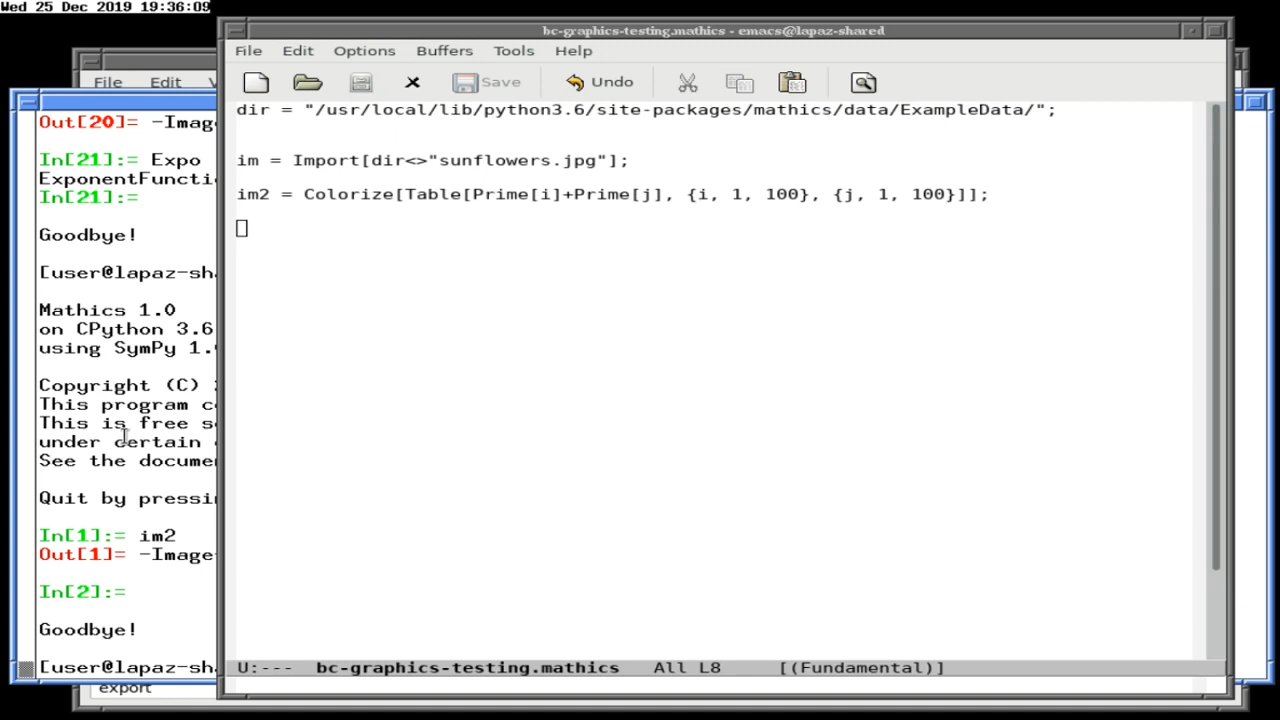 Wed 25 Dec 2019 19:36:09
bc-graphics-testing.mathics - emacs@lapaz-shared
File Edit Options Buffers Tools Help
Save Undo
dir = "/usr/local/lib/python3.6/site-packages/mathics/data/ExampleData/";
im = Import[dir<>"sunflowers.jpg"];
im2 = Colorize[Table[Prime[i]+Prime[j], {i, 1, 100}, {j, 1, 100}]];
U:--- bc-graphics-testing.mathics All L8 [(Fundamental)]
File Edit
Out[20]= -Imag
In[21]:= Expo
ExponentFuncti
In[21]:=
Goodbye!
[user@lapaz-sh
Mathics 1.0
on CPython 3.6
using SymPy 1.
Copyright (C)
This program c
This is free s
under certain
See the docume
Quit by pressi
In[1]:= im2
Out[1]= -Image
In[2]:=
Goodbye!
[user@lapaz-sh
export